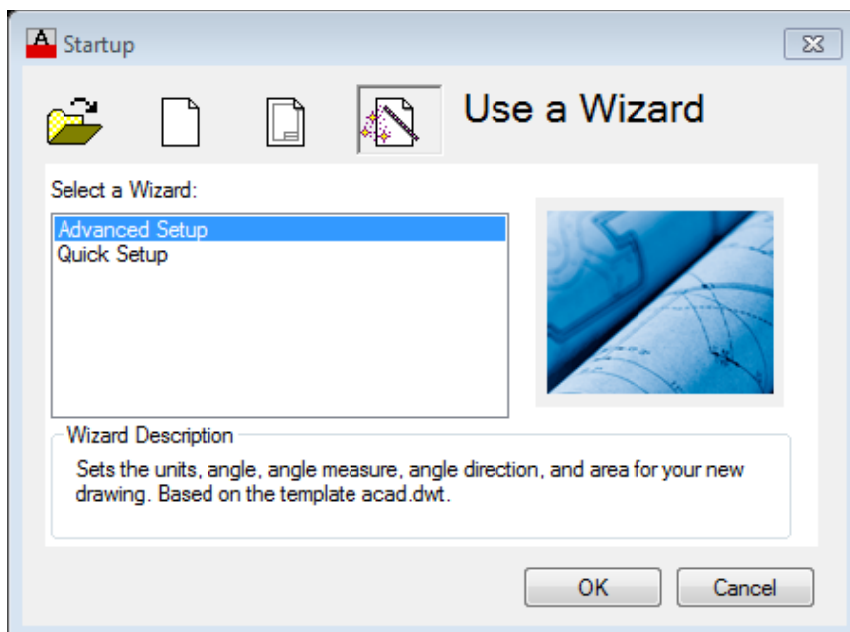 A Startup
Use a Wizard
Select a Wizard:
Advanced Setup
Quick Setup
Wizard Description
Sets the units, angle, angle measure, angle direction, and area for your new
drawing. Based on the template acad.dwt.
OK Cancel